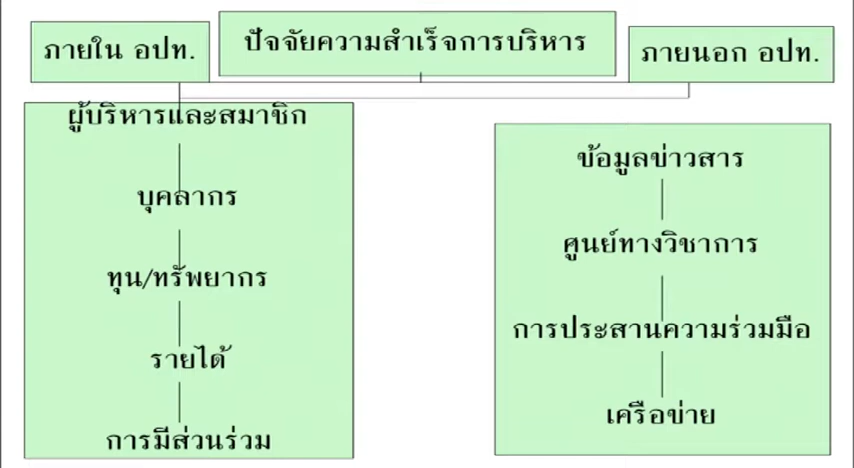 ปัจจัยความสำเร็จการบริหาร
ภายใน อปท.
ภายนอก อปท.
ผู้บริหารและสมาชิก
บุคลากร
ทุน/ทรัพยากร
รายได้
การมีส่วนร่วม
ข้อมูลข่าวสาร
ศูนย์ทางวิชาการ
การประสานความร่วมมือ
เครือข่าย